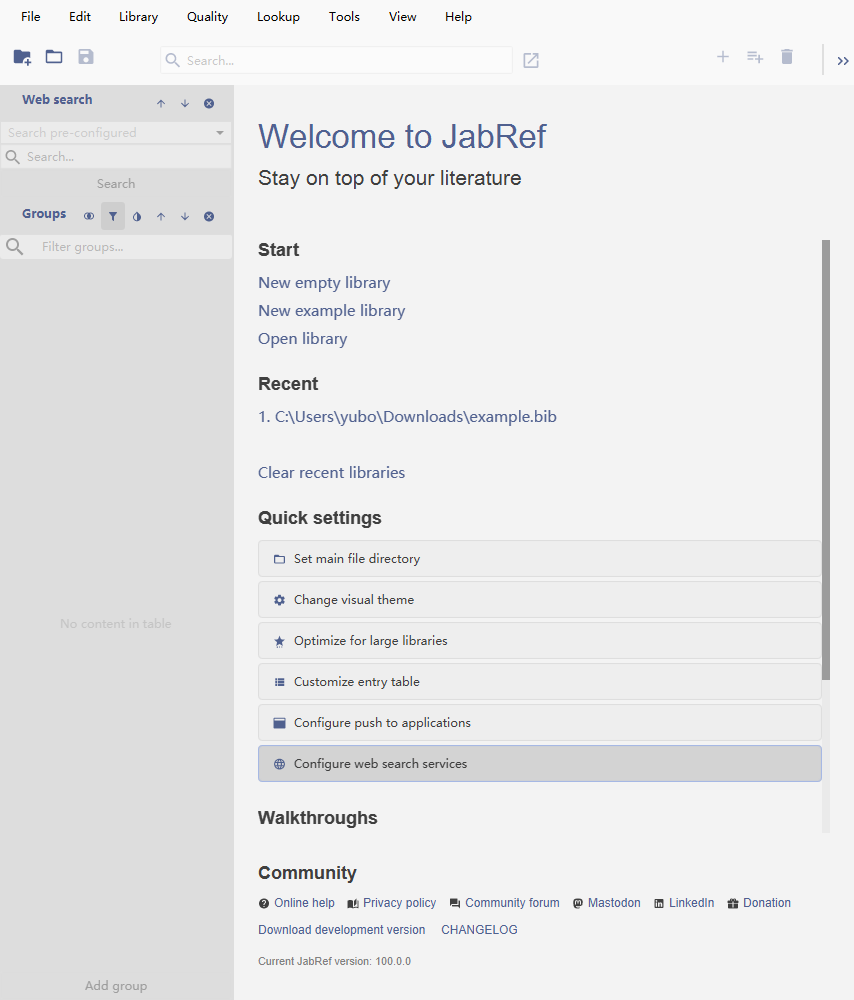 File Edit Library Quality Lookup Tools View Help
Search...
Web search
Search pre-configured
Search...
Search
Groups
Filter groups...
No content in table
Add group
Welcome to JabRef
Stay on top of your literature
Start
New empty library
New example library
Open library
Recent
1. C:\Users\yubo\Downloads\example.bib
Clear recent libraries
Quick settings
Set main file directory
Change visual theme
Optimize for large libraries
Customize entry table
Configure push to applications
Configure web search services
Walkthroughs
Community
Online help Privacy policy Community forum Mastodon LinkedIn Donation
Download development version CHANGELOG
Current JabRef version: 100.0.0